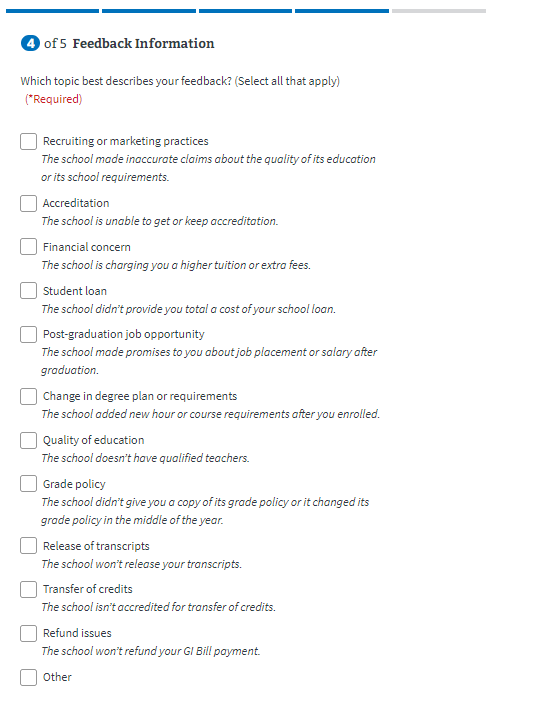 4 of 5 Feedback Information
Which topic best describes your feedback? (Select all that apply)
(*Required)
Recruiting or marketing practices
The school made inaccurate claims about the quality of its education
or its school requirements.
Accreditation
The school is unable to get or keep accreditation.
Financial concern
The school is charging you a higher tuition or extra fees.
Student loan
The school didn't provide you total a cost of your school loan.
Post-graduation job opportunity
The school made promises to you about job placement or salary after
graduation.
Change in degree plan or requirements
The school added new hour or course requirements after you enrolled.
Quality of education
The school doesn't have qualified teachers.
Grade policy
The school didn't give you a copy of its grade policy or it changed its
grade policy in the middle of the year.
Release of transcripts
The school won't release your transcripts.
Transfer of credits
The school isn't accredited for transfer of credits.
Refund issues
The school won't refund your GI Bill payment.
Other